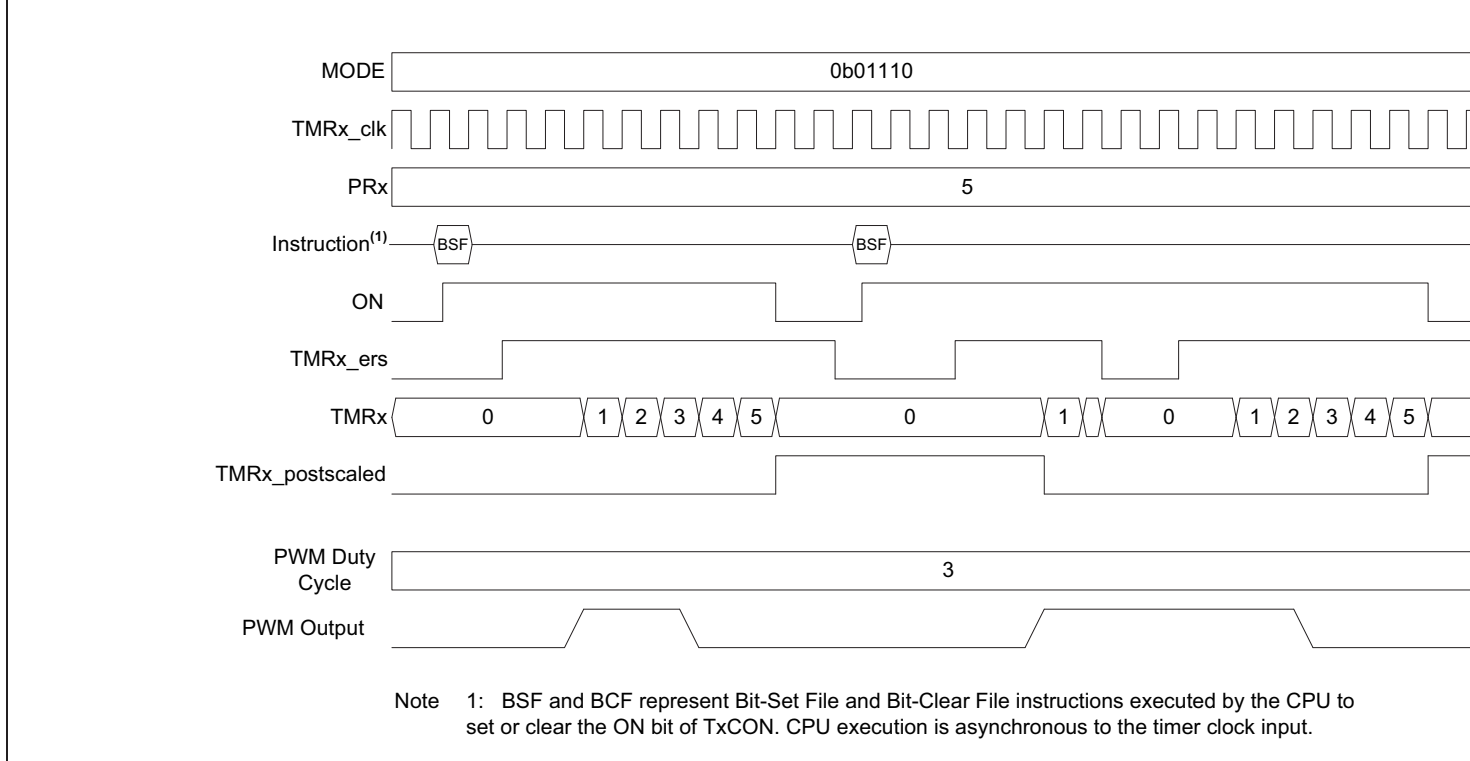 MODE 0b01110
TMRx_clk
PRx 5
Instruction(1) BSF BSF
ON
TMRx_ers
TMRx 0 1 2 3 4 5 0 1 0 1 2 3 4 5
TMRx_postscaled
PWM Duty
Cycle 3
PWM Output
Note 1: BSF and BCF represent Bit-Set File and Bit-Clear File instructions executed by the CPU to
set or clear the ON bit of TxCON. CPU execution is asynchronous to the timer clock input.